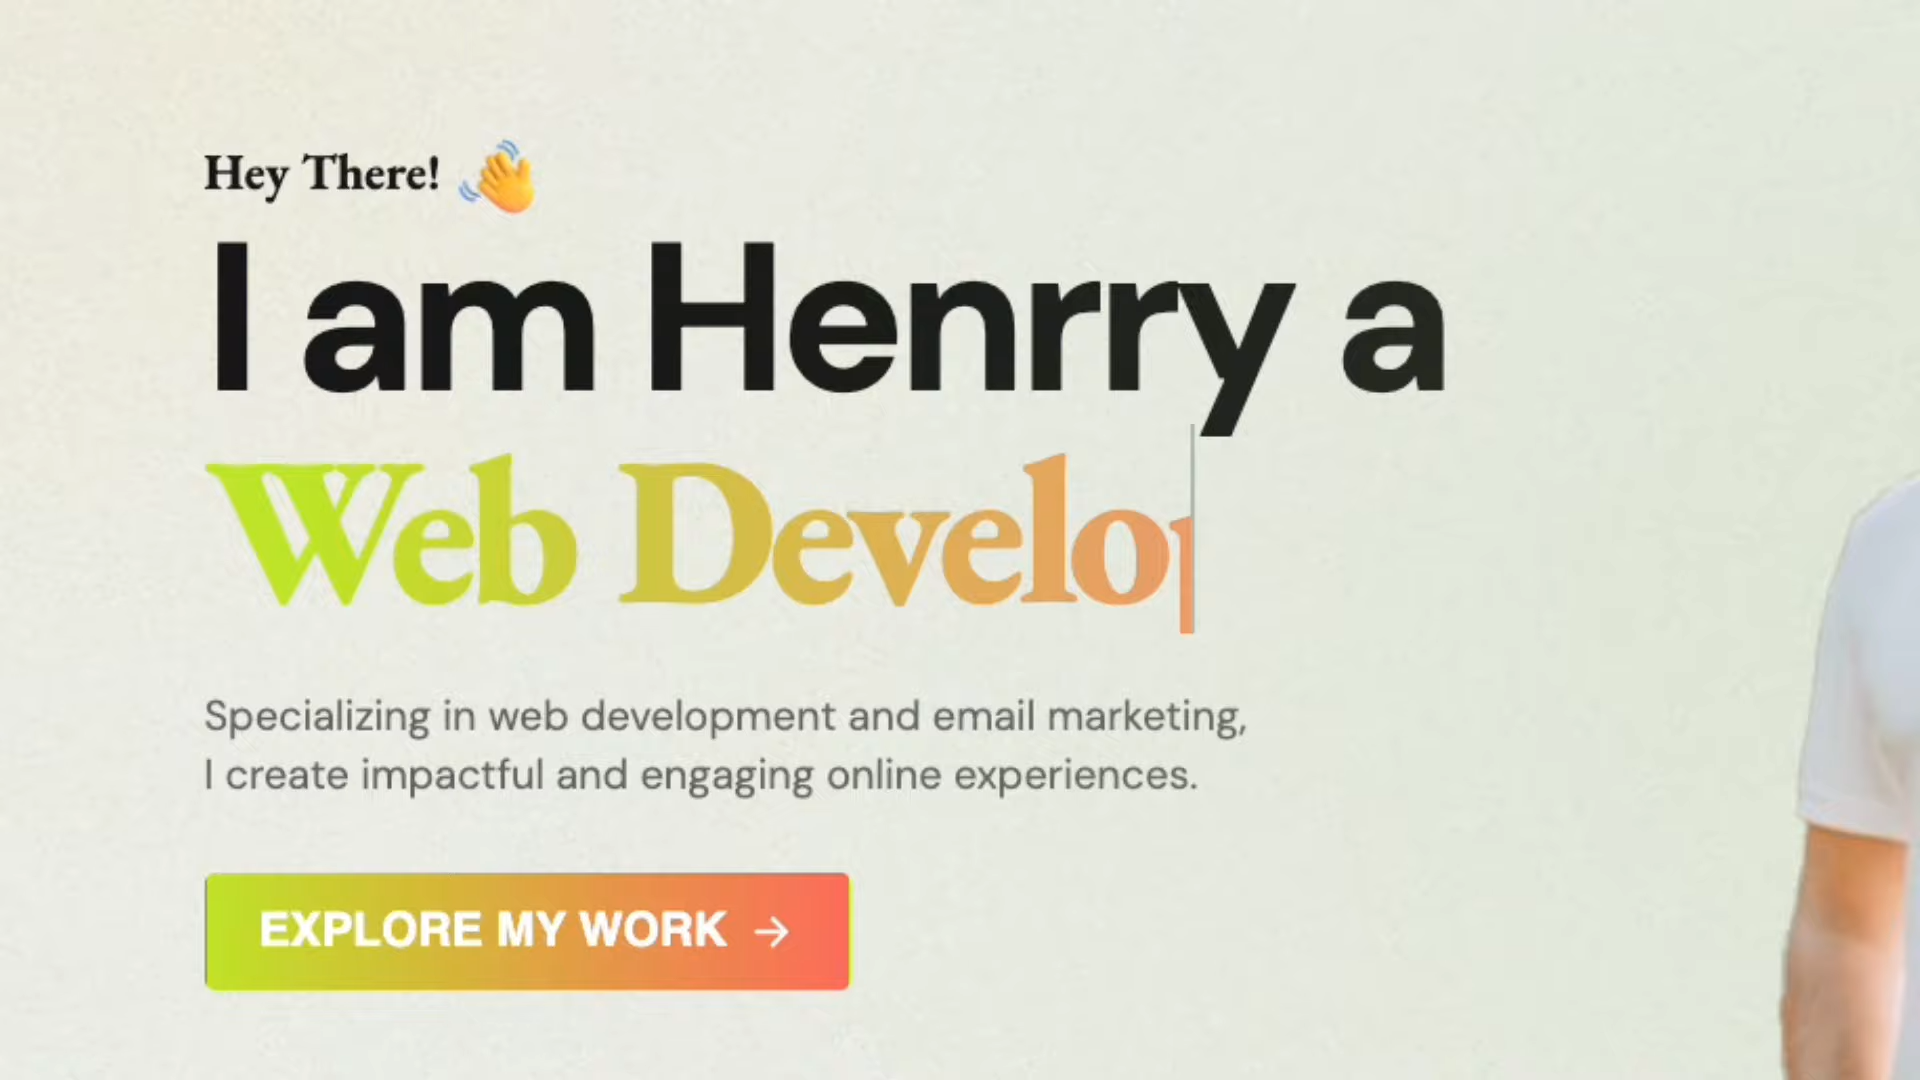 Hey There! 👋
I am Henrry a
Web Develo
Specializing in web development and email marketing,
I create impactful and engaging online experiences.
EXPLORE MY WORK →